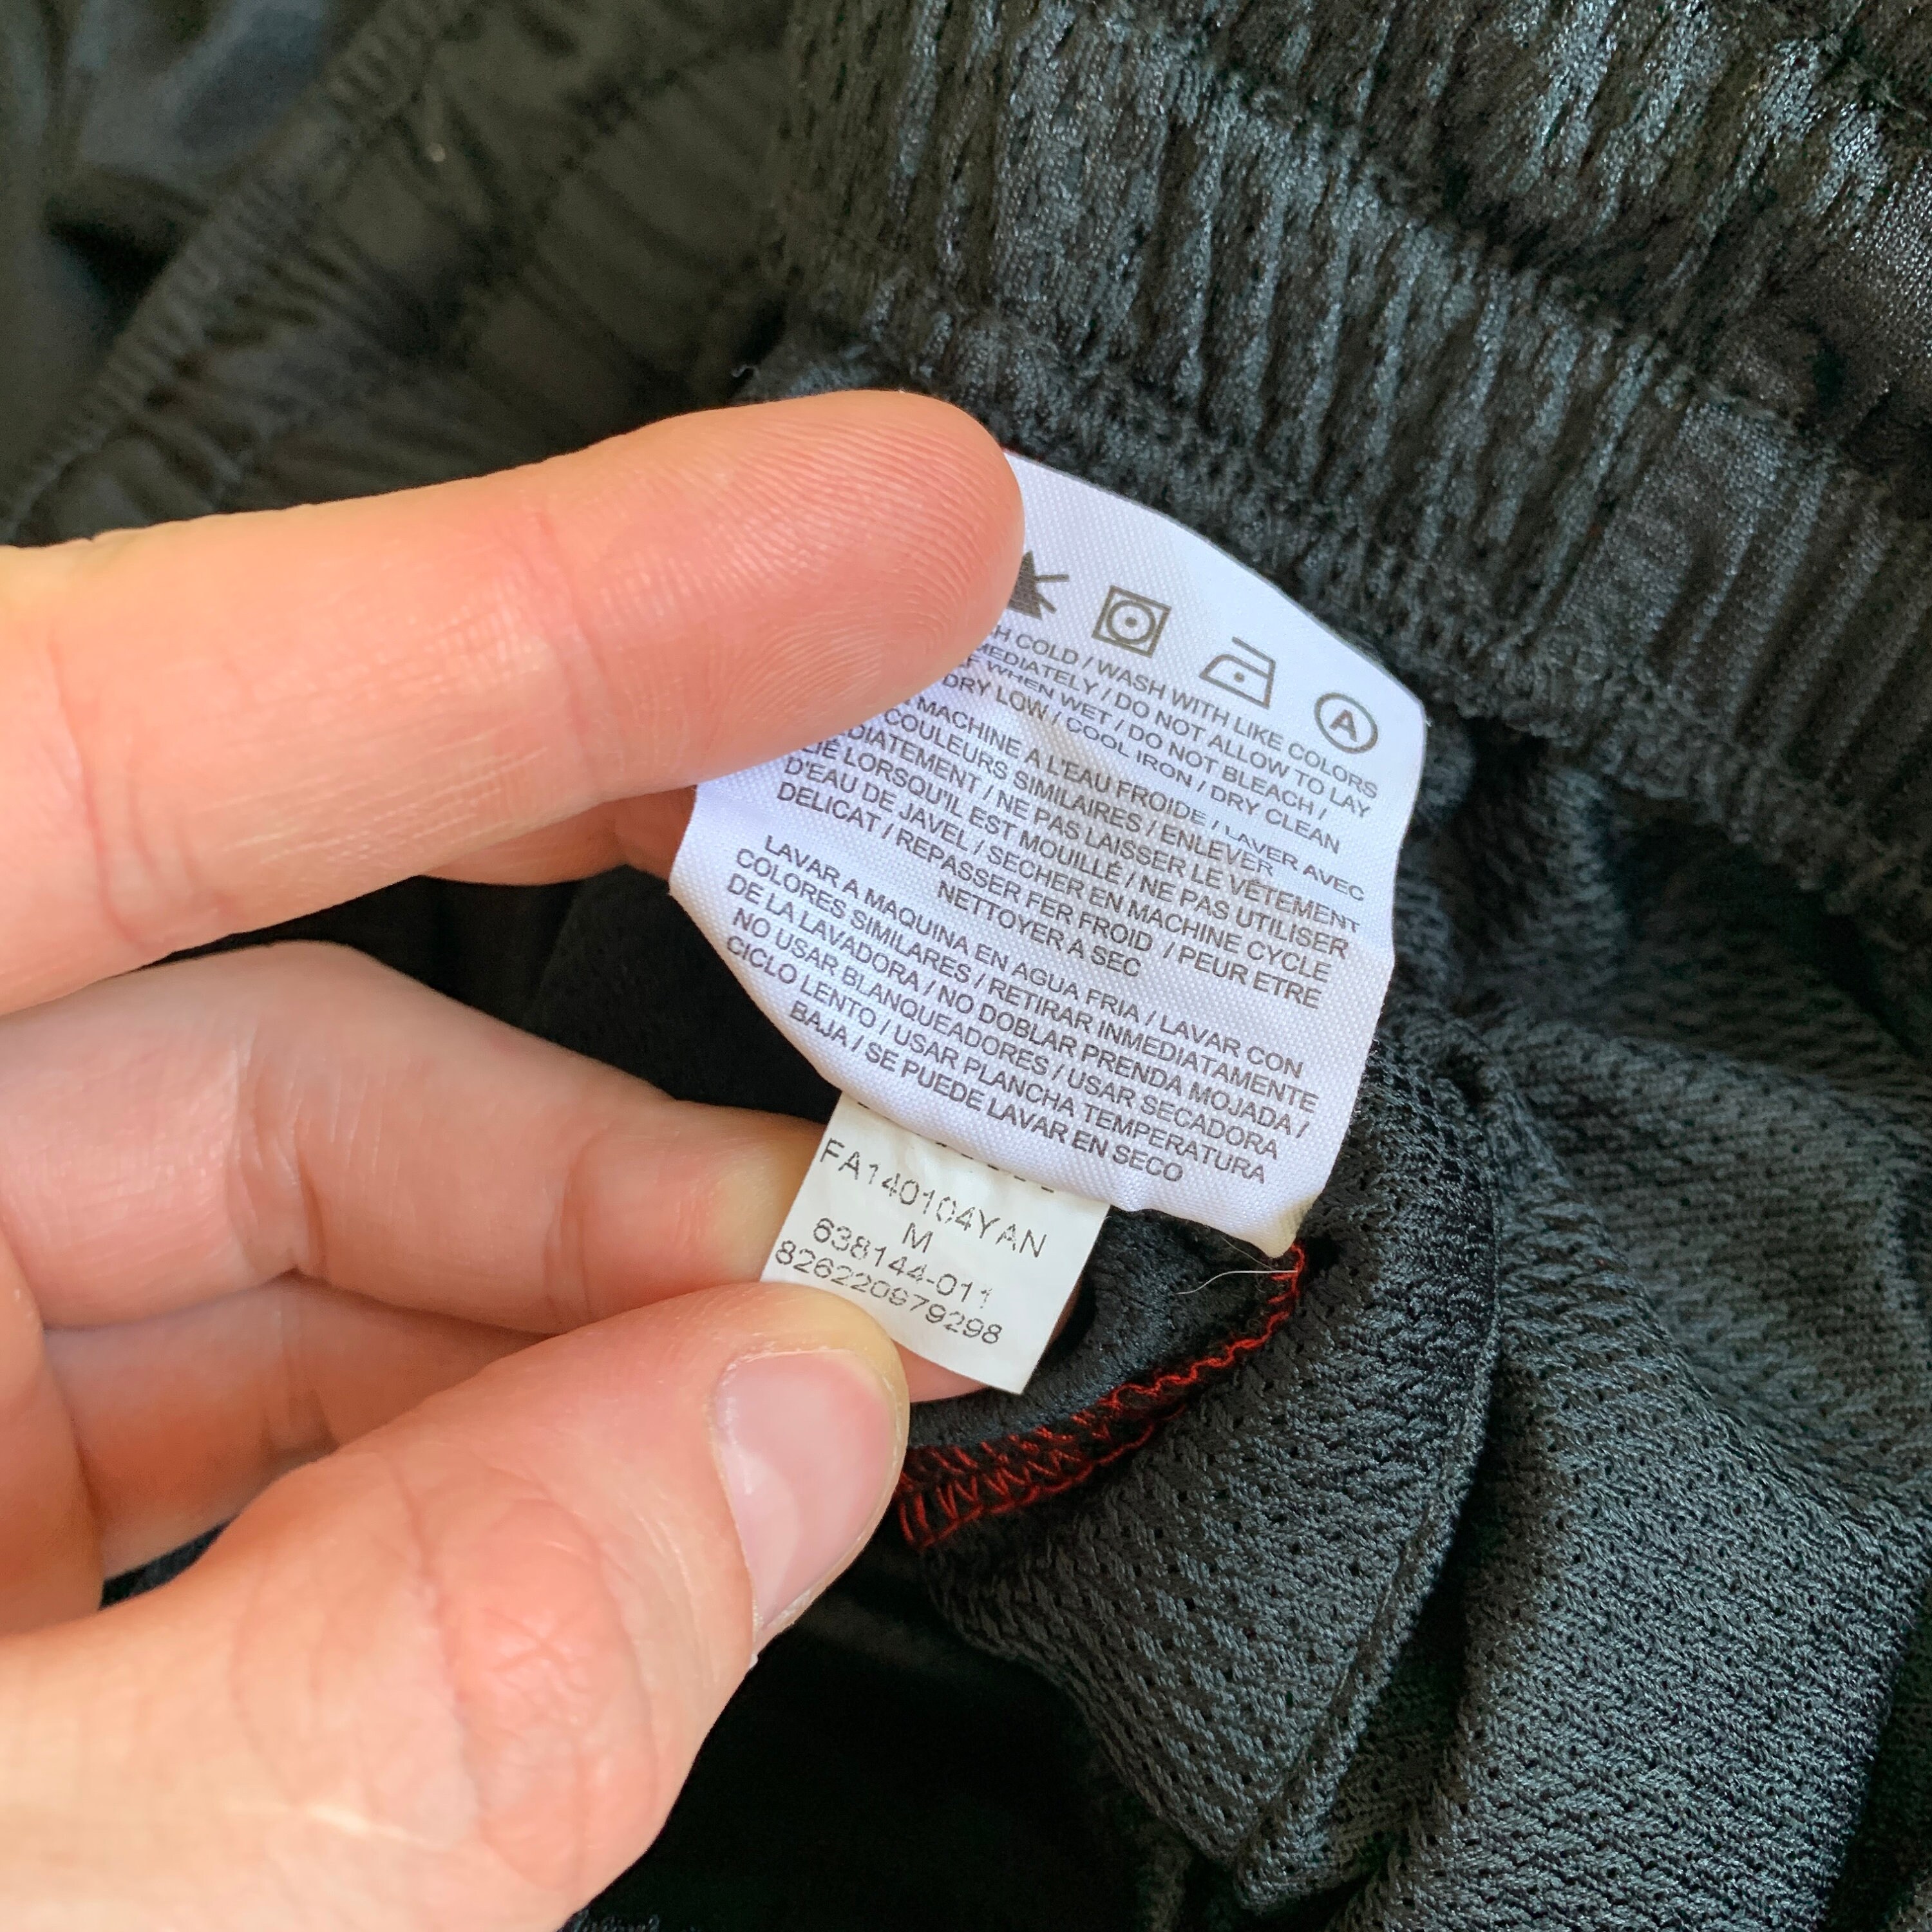 A
COLD / WASH WITH LIKE COLORS
/ DO NOT ALLOW TO LAY
WHEN WET / DO NOT BLEACH /
DRY LOW / COOL IRON / DRY CLEAN
MACHINE A L'EAU FROIDE / LAVER AVEC
COULEURS SIMILAIRES / ENLEVER
/ NE PAS LAISSER LE VÊTEMENT
LORSQU'IL EST MOUILLÉ / NE PAS UTILISER
D'EAU DE JAVEL / SECHER EN MACHINE CYCLE
DELICAT / REPASSER FER FROID / PEUR ETRE
NETTOYER A SEC
LAVAR A MAQUINA EN AGUA FRIA / LAVAR CON
COLORES SIMILARES / RETIRAR INMEDIATAMENTE
DE LA LAVADORA / NO DOBLAR PRENDA MOJADA /
NO USAR BLANQUEADORES / USAR SECADORA
CICLO LENTO / USAR PLANCHA TEMPERATURA
BAJA / SE PUEDE LAVAR EN SECO
FA140104YAN
M
638144-011
826220979298